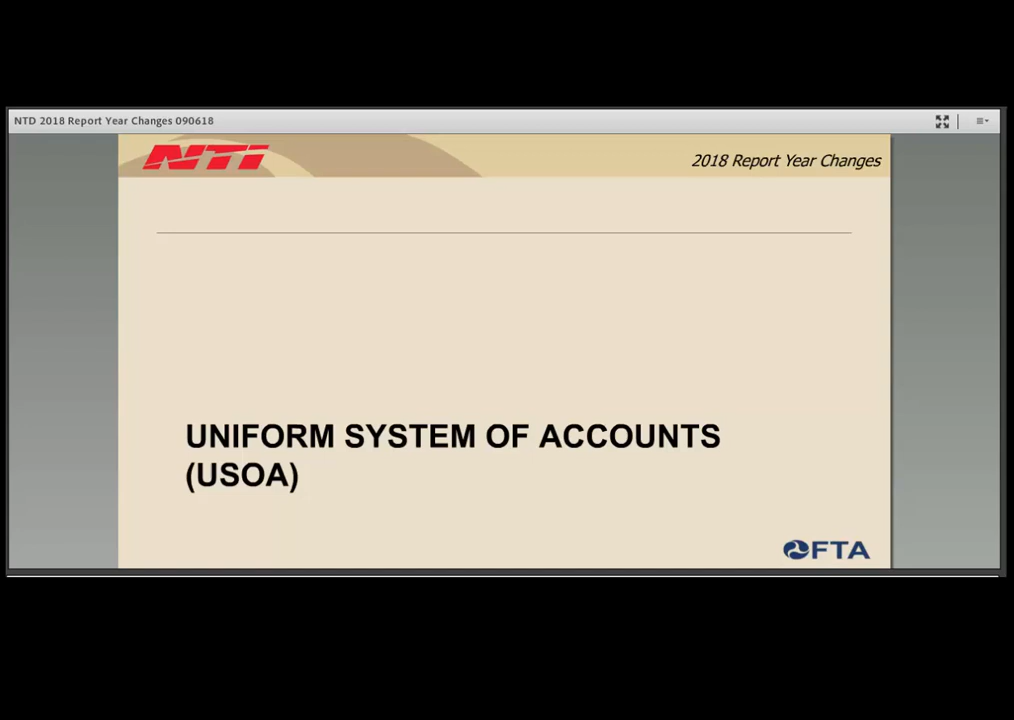 NTD 2018 Report Year Changes 090618
NTI
2018 Report Year Changes
UNIFORM SYSTEM OF ACCOUNTS
(USOA)
FTA